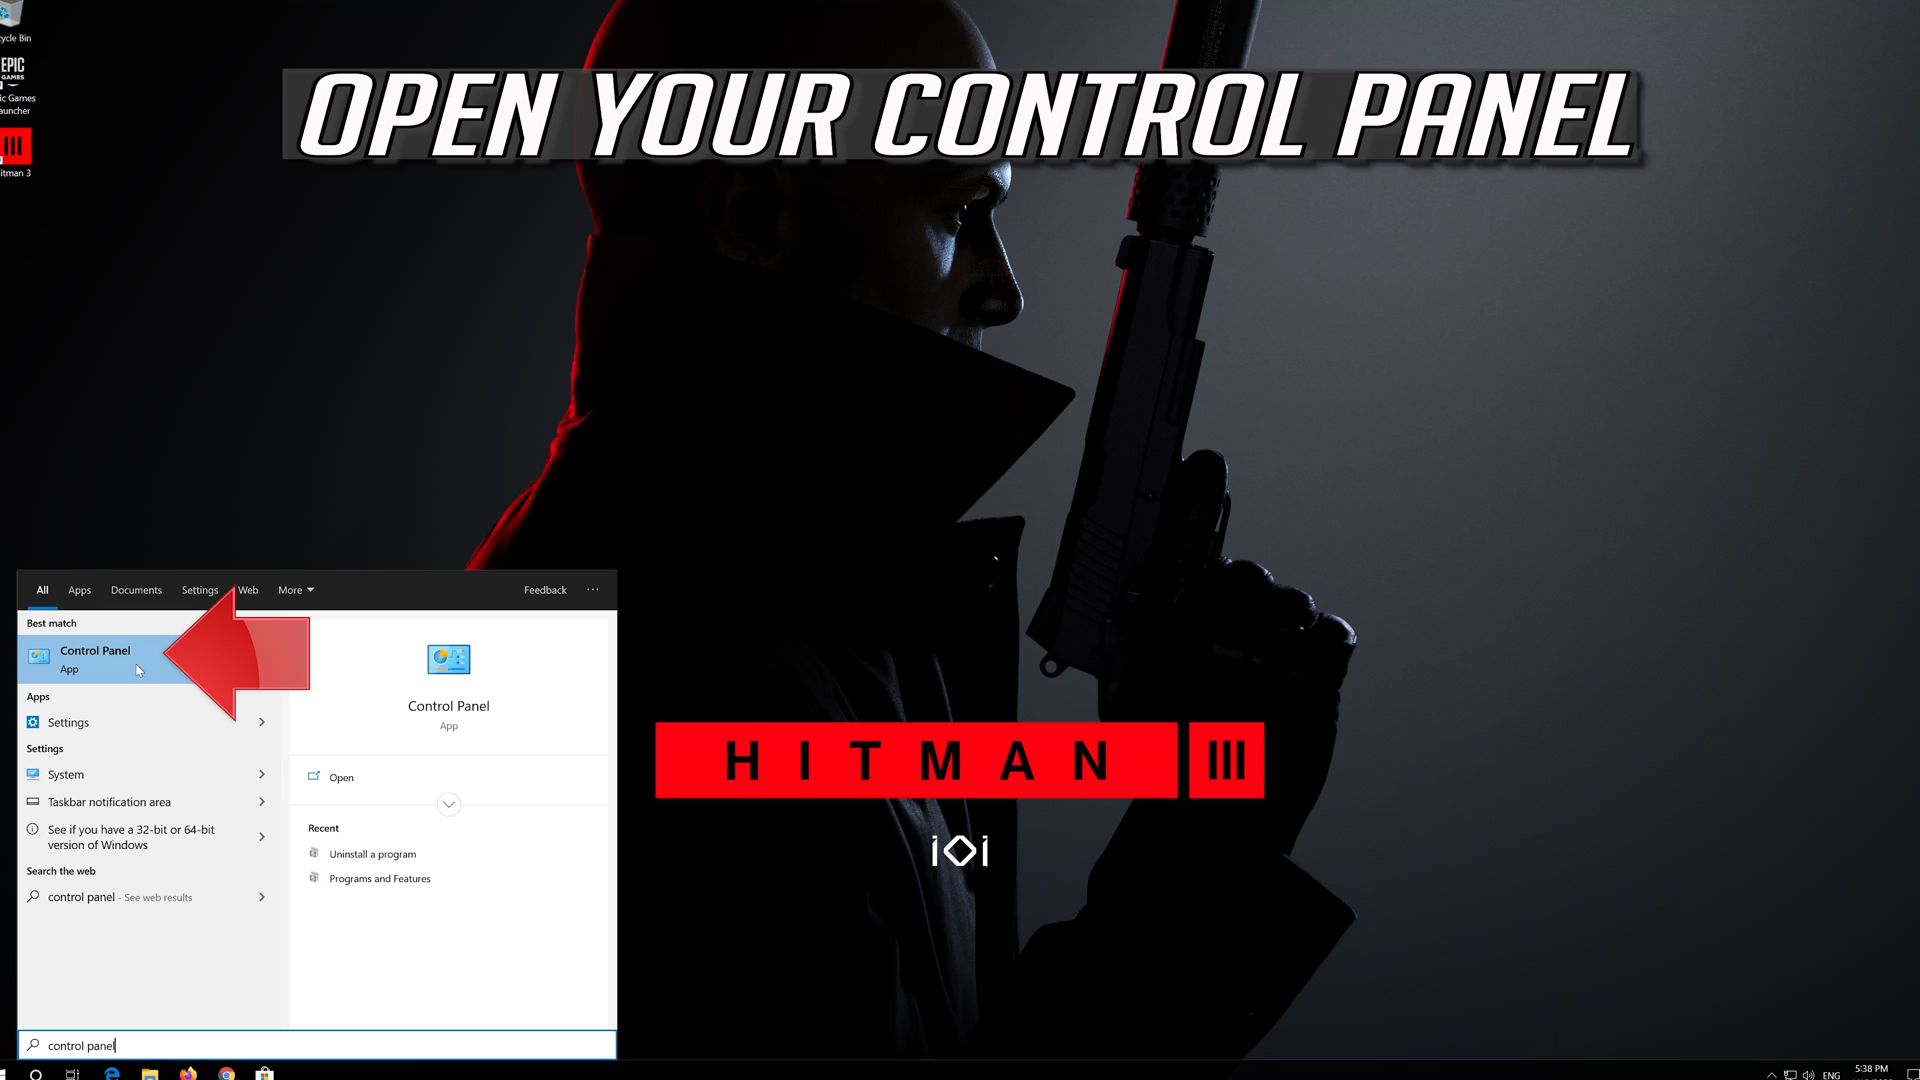 OPEN YOUR CONTROL PANEL
cycle Bin
EPIC
GAMES
ic Games
auncher
III
itman 3
All Apps Documents Settings Web More Feedback ...
Best match
Control Panel
App
Apps
Settings
Settings
System
Taskbar notification area
See if you have a 32-bit or 64-bit
version of Windows
Search the web
control panel - See web results
Control Panel
App
Open
Recent
Uninstall a program
Programs and Features
control panel
HITMAN III
iOi
ENG
5:38 PM